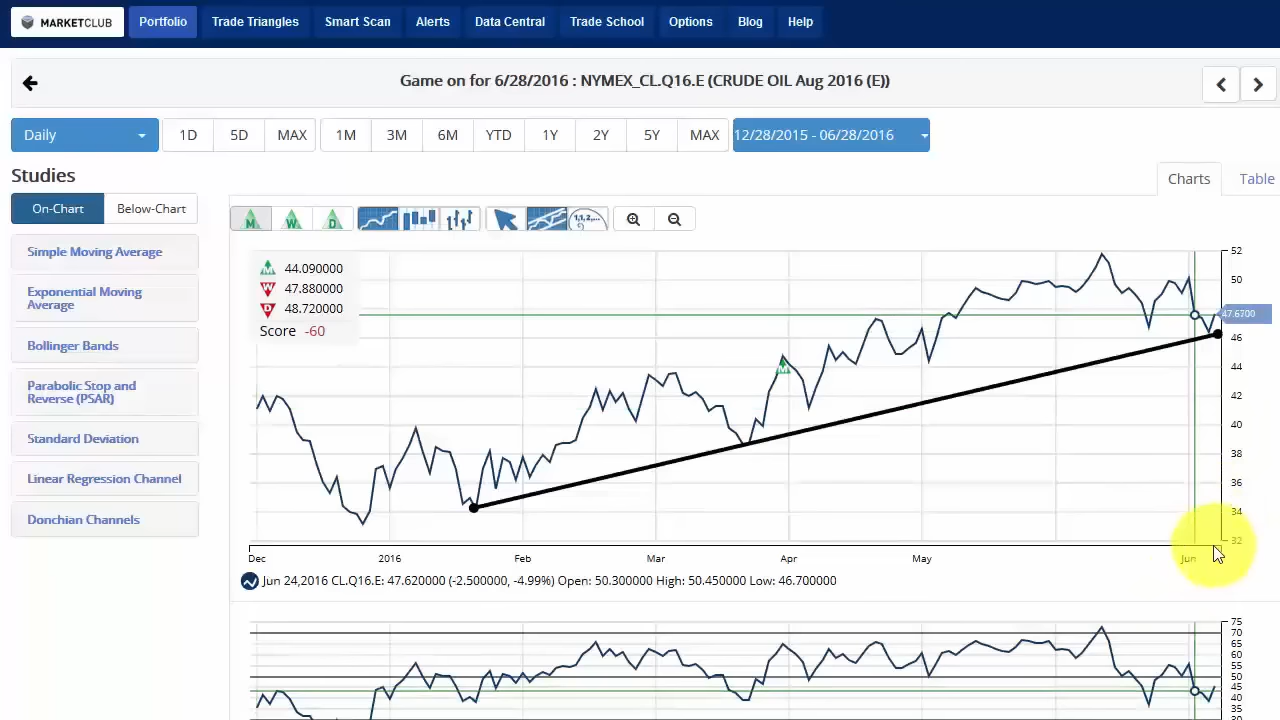 MARKETCLUB Portfolio Trade Triangles Smart Scan Alerts Data Central Trade School Options Blog Help
Game on for 6/28/2016 : NYMEX_CL.Q16.E (CRUDE OIL Aug 2016 (E))
Daily 1D 5D MAX 1M 3M 6M YTD 1Y 2Y 5Y MAX 12/28/2015 - 06/28/2016
Studies
Charts Table
On-Chart Below-Chart
M W D 1,1,2,...
Simple Moving Average
Exponential Moving
Average
Bollinger Bands
Parabolic Stop and
Reverse (PSAR)
Standard Deviation
Linear Regression Channel
Donchian Channels
M 44.090000
W 47.880000
D 48.720000
Score -60
M
52
50
47.6700
46
44
42
40
38
36
34
32
Dec 2016 Feb Mar Apr May Jun
Jun 24,2016 CL.Q16.E: 47.620000 (-2.500000, -4.99%) Open: 50.300000 High: 50.450000 Low: 46.700000
75
70
65
60
55
50
45
40
35
30